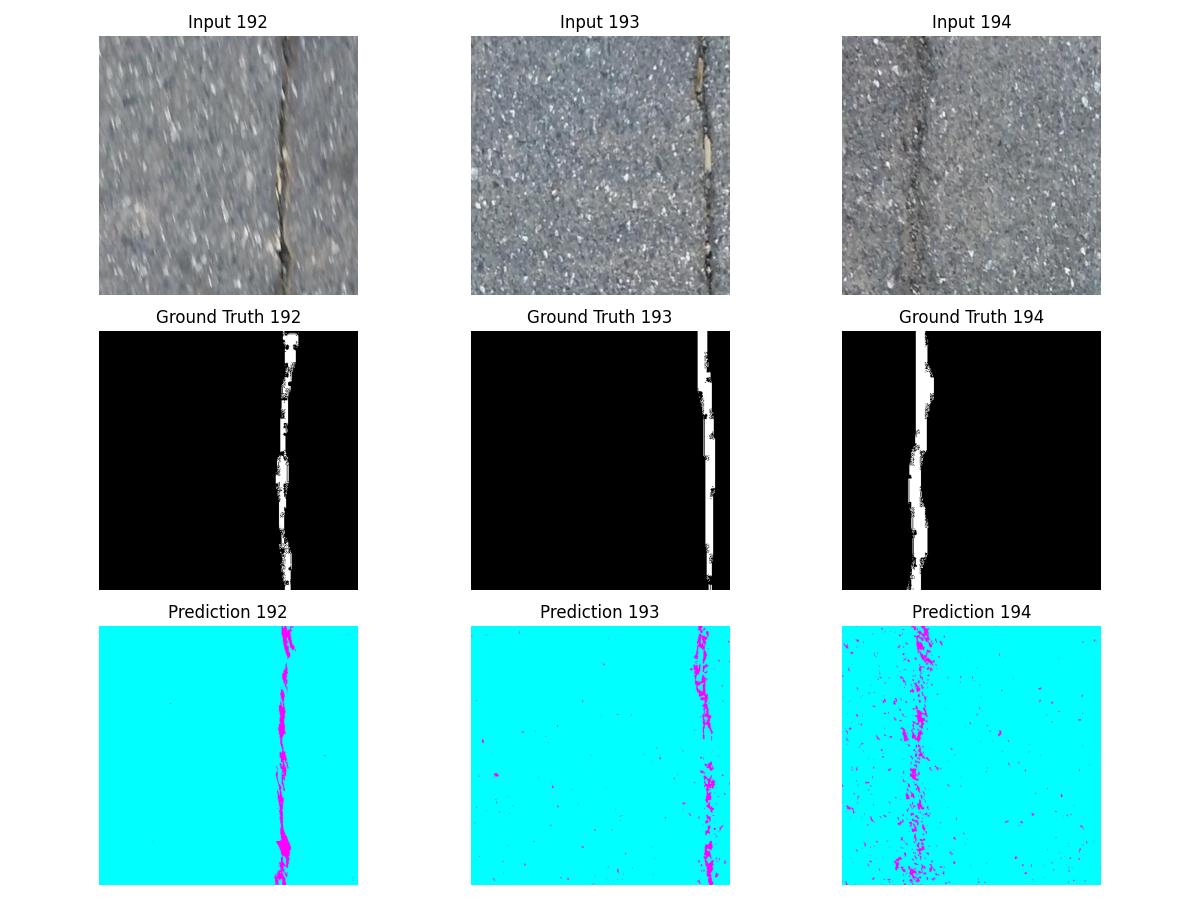 Input 192
Input 193
Input 194
Ground Truth 192
Ground Truth 193
Ground Truth 194
Prediction 192
Prediction 193
Prediction 194